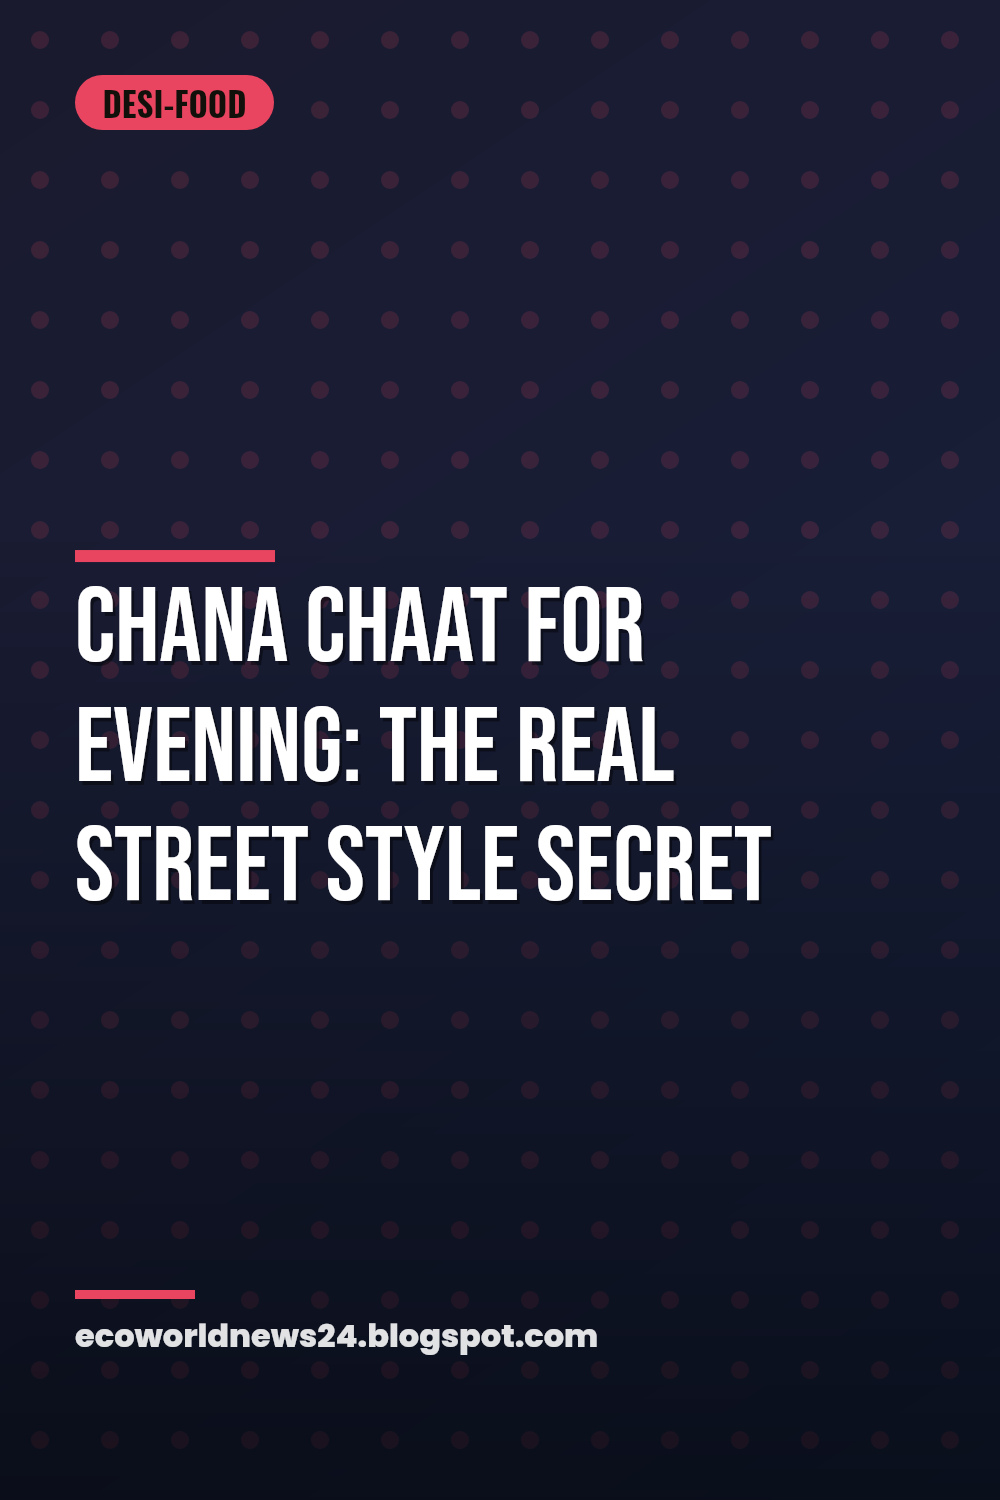 DESI-FOOD
CHANA CHAAT FOR
EVENING: THE REAL
STREET STYLE SECRET
ecoworldnews24.blogspot.com